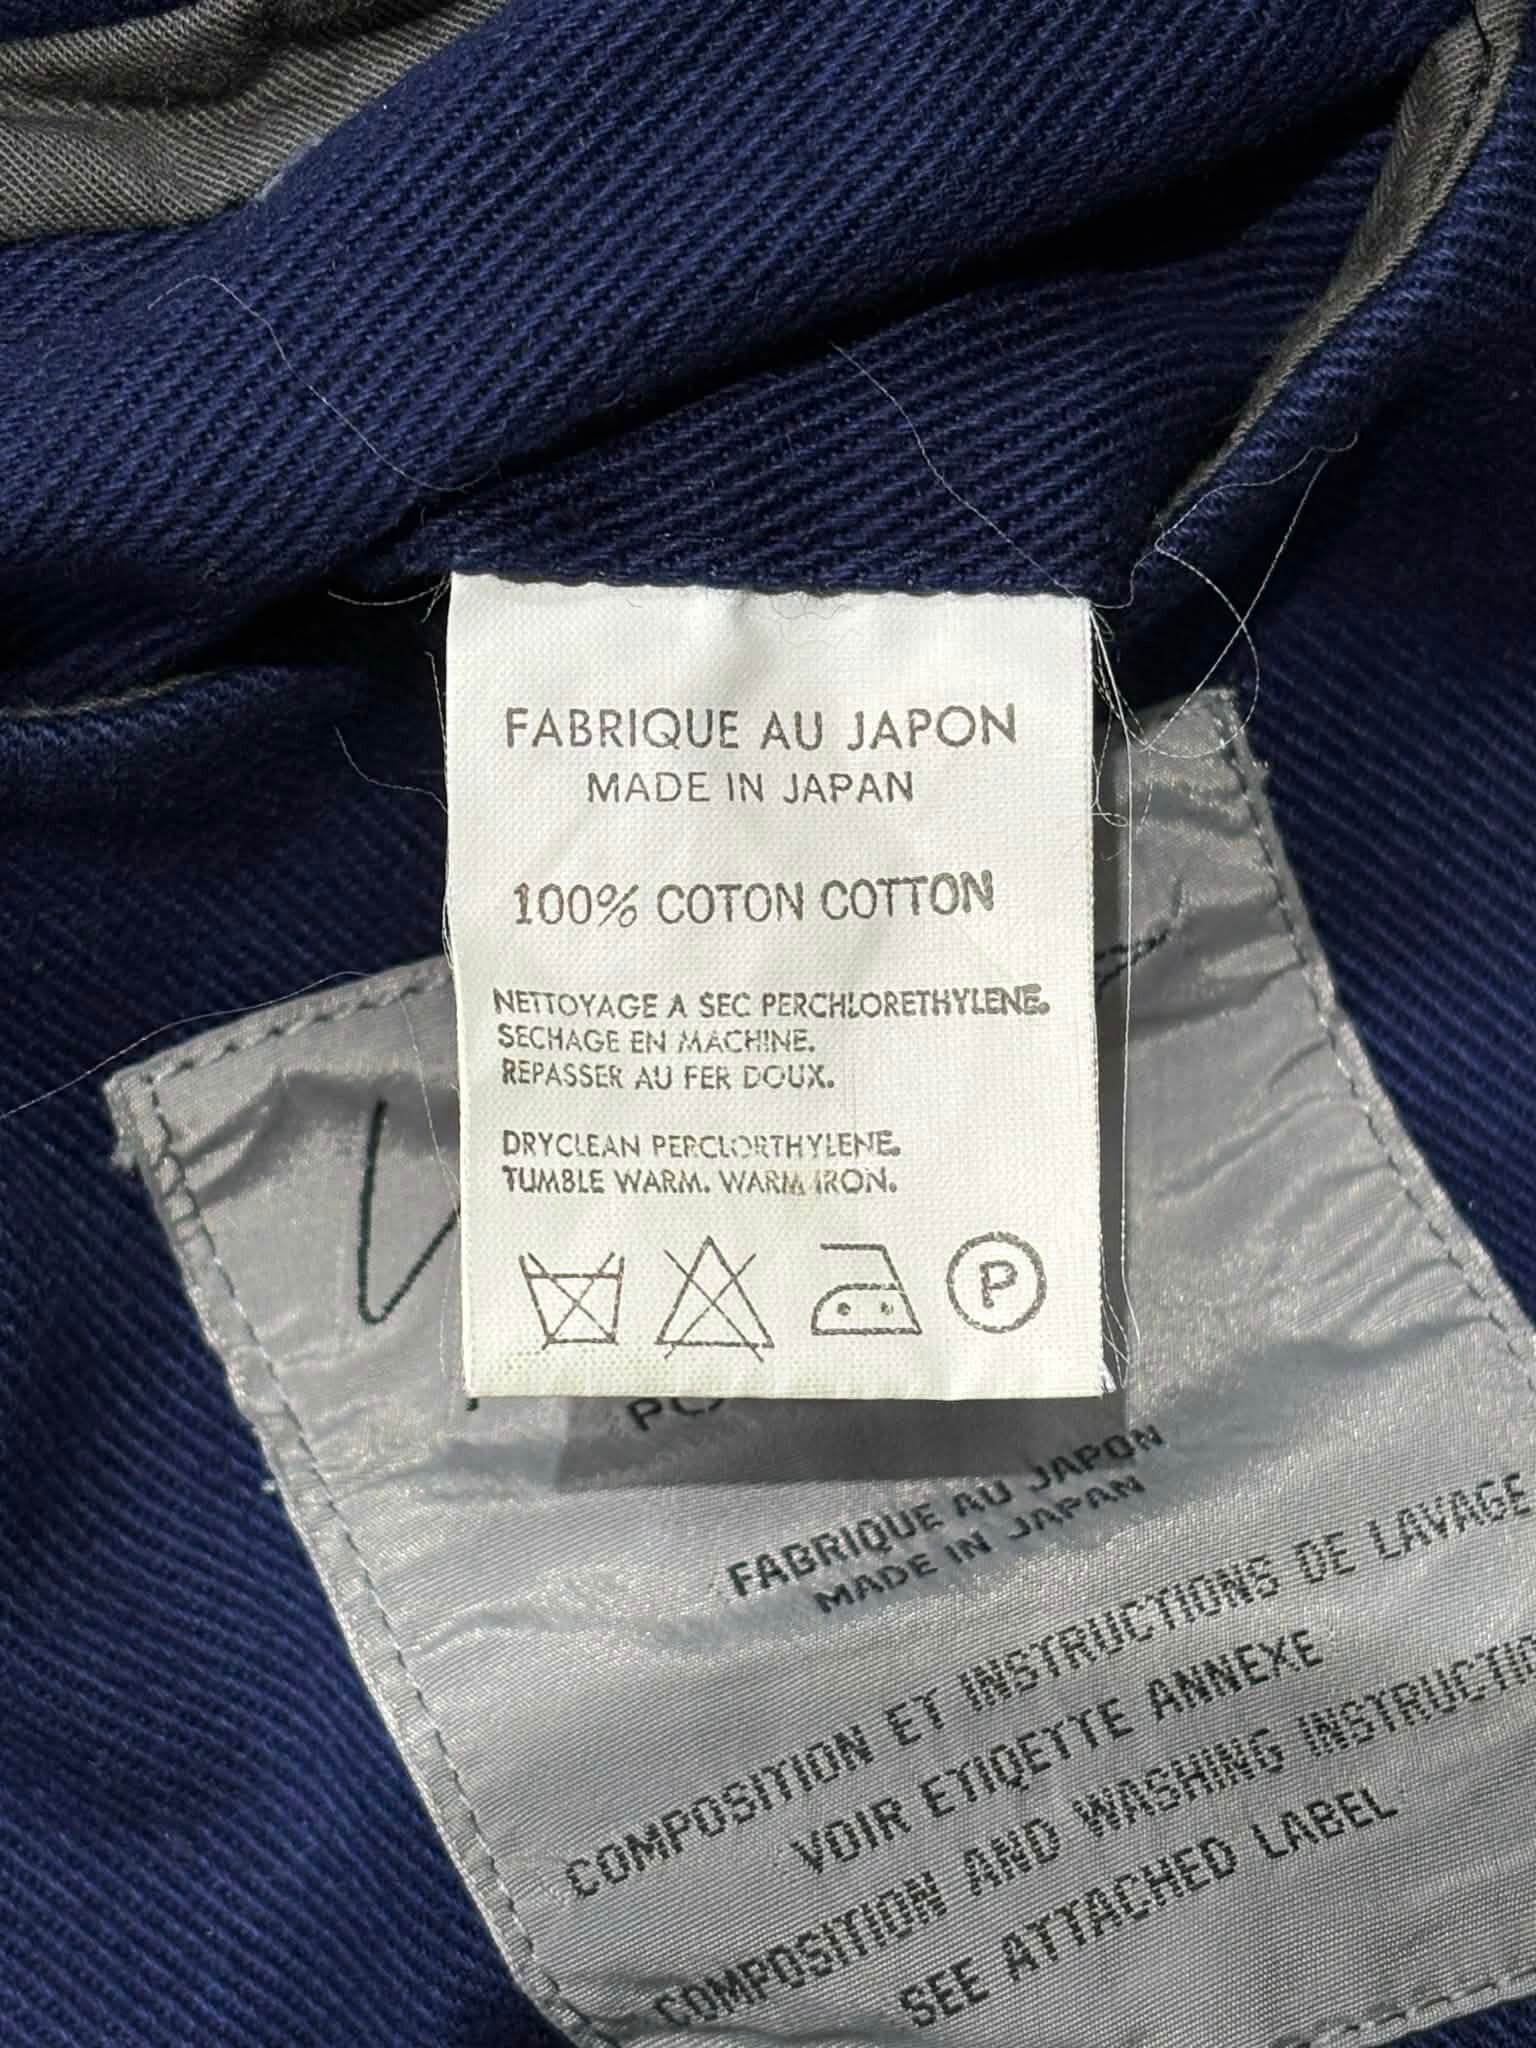 FABRIQUE AU JAPON
MADE IN JAPAN
100% COTON COTTON
NETTOYAGE A SEC PERCHLORETHYLENE.
SECHAGE EN MACHINE.
REPASSER AU FER DOUX.
DRYCLEAN PERCLORTHYLENE.
TUMBLE WARM. WARM IRON.
P
FABRIQUE AU JAPON
MADE IN JAPAN
COMPOSITION ET INSTRUCTIONS DE LAVAGE
VOIR ETIQETTE ANNEXE
COMPOSITION AND WASHING
SEE ATTACHED LABEL